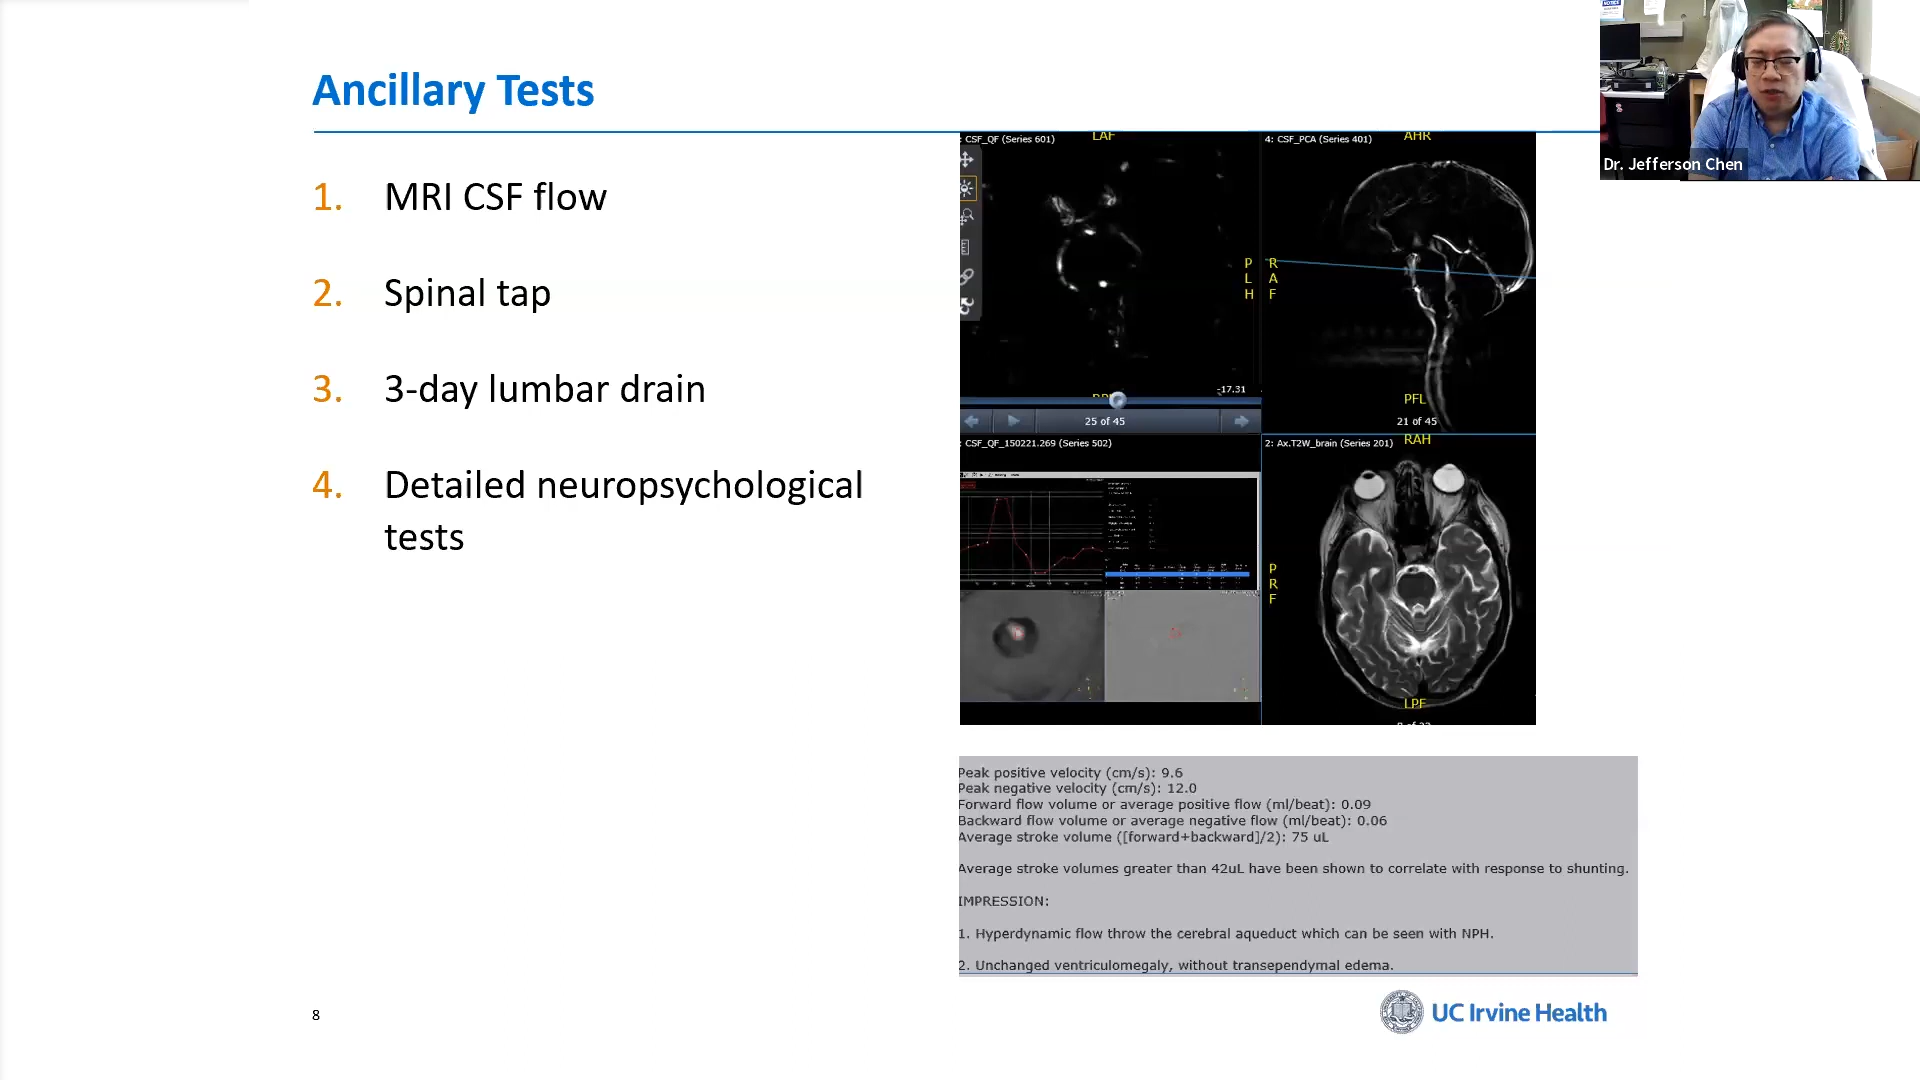 Ancillary Tests
1. MRI CSF flow
2. Spinal tap
3. 3-day lumbar drain
4. Detailed neuropsychological
tests
: CSF_QF (Series 601)
LAF
P
L
H
-17.31
25 of 45
4: CSF_PCA (Series 401)
AHR
R
A
F
PFL
21 of 45
: CSF_QF_150221.269 (Series 502)
2: Ax.T2W_brain (Series 201)
RAH
P
R
F
LPF
Peak positive velocity (cm/s): 9.6
Peak negative velocity (cm/s): 12.0
Forward flow volume or average positive flow (ml/beat): 0.09
Backward flow volume or average negative flow (ml/beat): 0.06
Average stroke volume ([forward+backward]/2): 75 uL
Average stroke volumes greater than 42uL have been shown to correlate with response to shunting.
IMPRESSION:
1. Hyperdynamic flow throw the cerebral aqueduct which can be seen with NPH.
2. Unchanged ventriculomegaly, without transependymal edema.
8
UC Irvine Health
NOTICE
Dr. Jefferson Chen